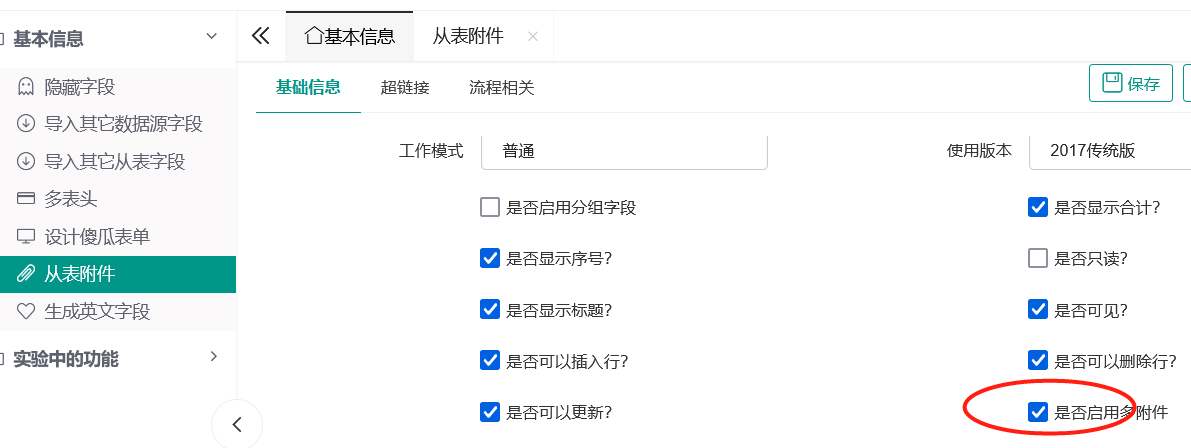 基本信息
隐藏字段
导入其它数据源字段
导入其它从表字段
多表头
设计傻瓜表单
从表附件
生成英文字段
实验中的功能
基本信息 从表附件
基础信息 超链接 流程相关 保存
工作模式 普通 使用版本 2017传统版
是否启用分组字段 是否显示合计?
是否显示序号? 是否只读?
是否显示标题? 是否可见?
是否可以插入行? 是否可以删除行?
是否可以更新? 是否启用多附件